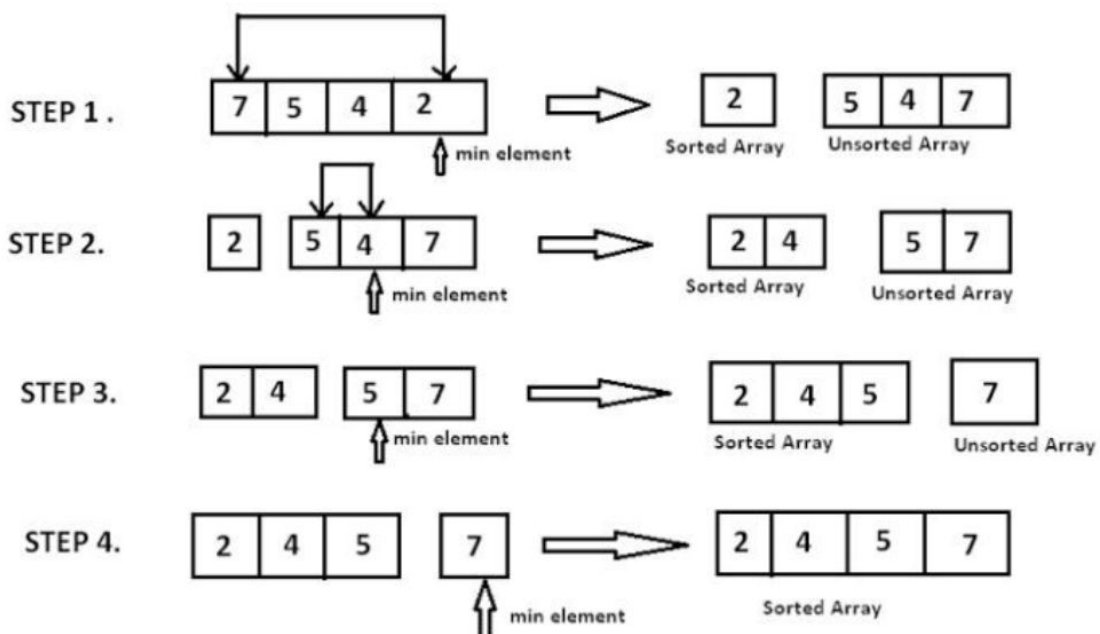 STEP 1 .
7 5 4 2
2
5 4 7
min element
Sorted Array
Unsorted Array
STEP 2.
2
5 4 7
2 4
5 7
min element
Sorted Array
Unsorted Array
STEP 3.
2 4
5 7
2 4 5
7
min element
Sorted Array
Unsorted Array
STEP 4.
2 4 5
7
2 4 5 7
min element
Sorted Array